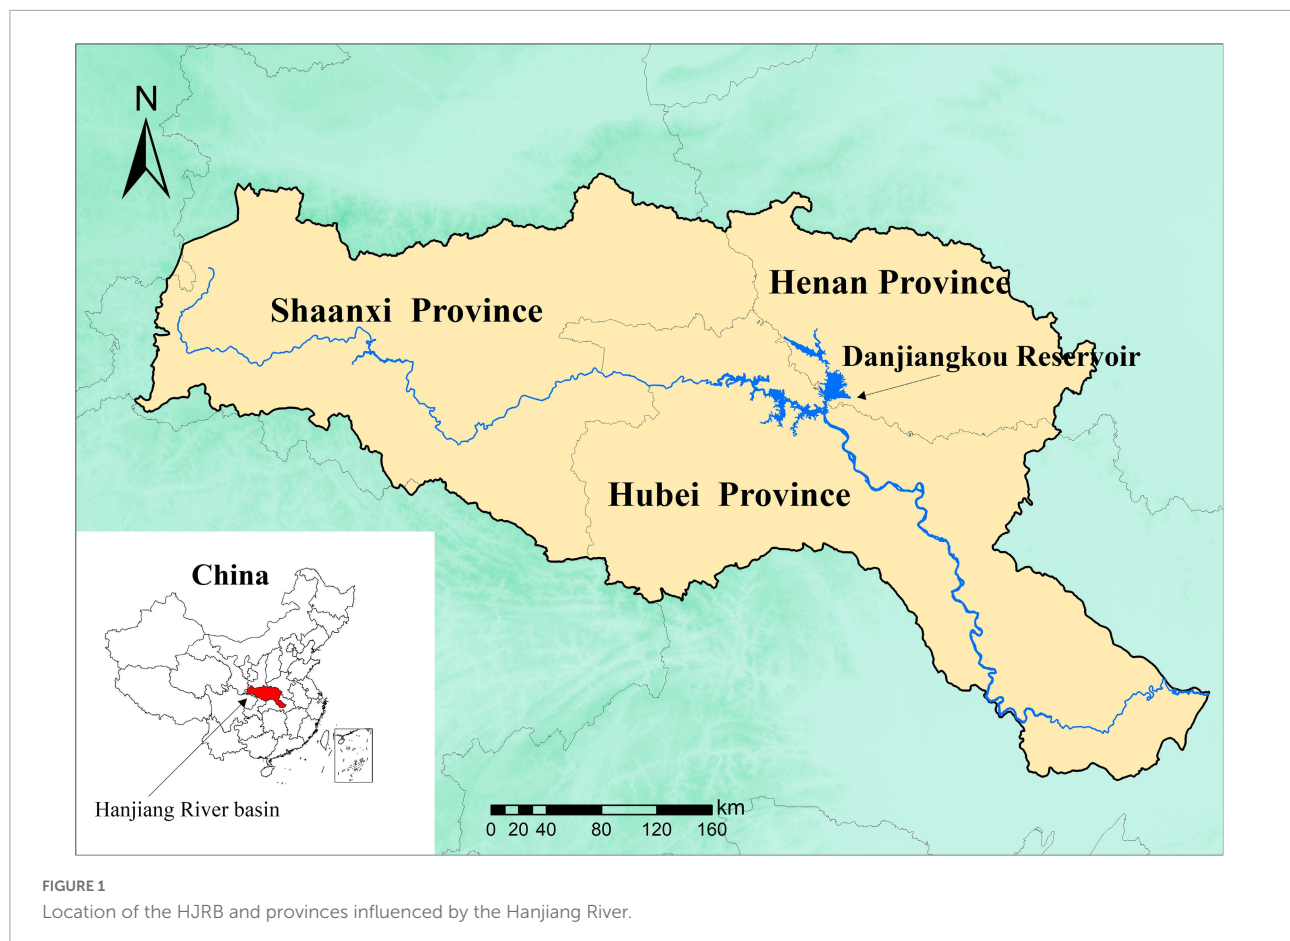 N
Henan Province
Shaanxi Province
Danjiangkou Reservoir
Hubei Province
China
Hanjiang River basin
km
0 20 40 80 120 160
FIGURE 1
Location of the HJRB and provinces influenced by the Hanjiang River.